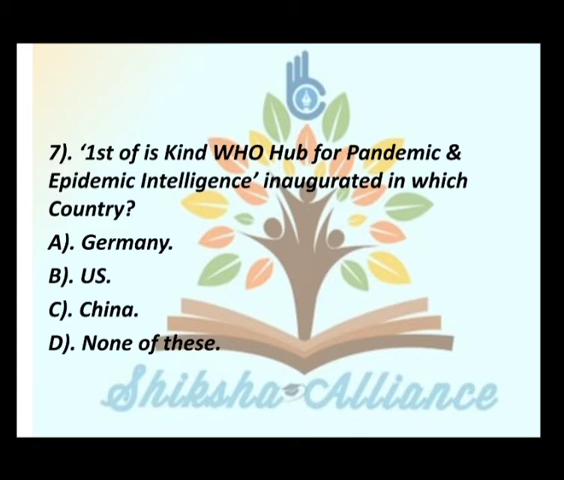 7). ‘1st of is Kind WHO Hub for Pandemic &
Epidemic Intelligence’ inaugurated in which
Country?
A). Germany.
B). US.
C). China.
D). None of these.
Shiksha Alliance